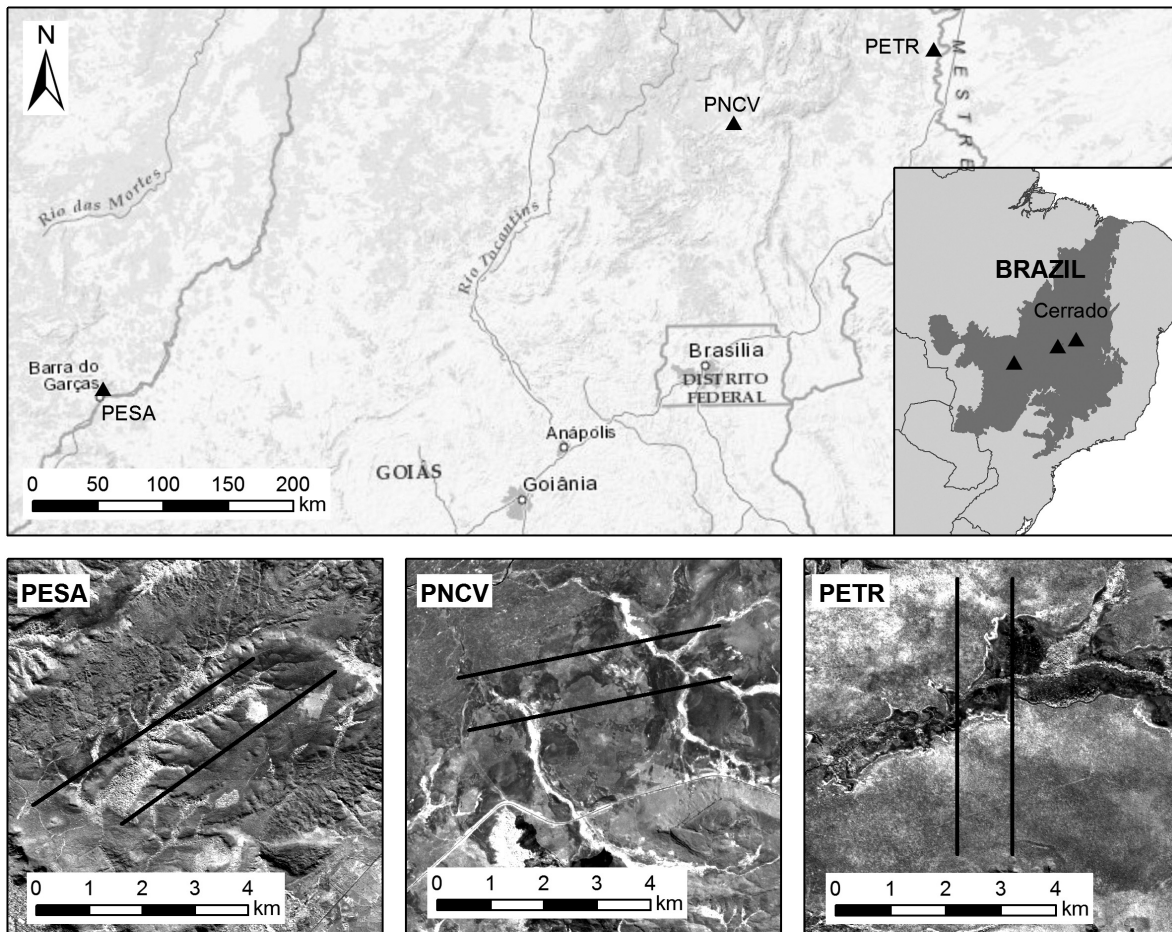 N
PETR
MESTRE
PNCV
Rio das Mortes
Rio Tocantins
BRAZIL
Cerrado
Barra do
Garças
PESA
Brasília
DISTRITO
FEDERAL
Anápolis
GOIÁS
Goiânia
0 50 100 150 200
km
PESA
PNCV
PETR
0 1 2 3 4
km
0 1 2 3 4
km
0 1 2 3 4
km